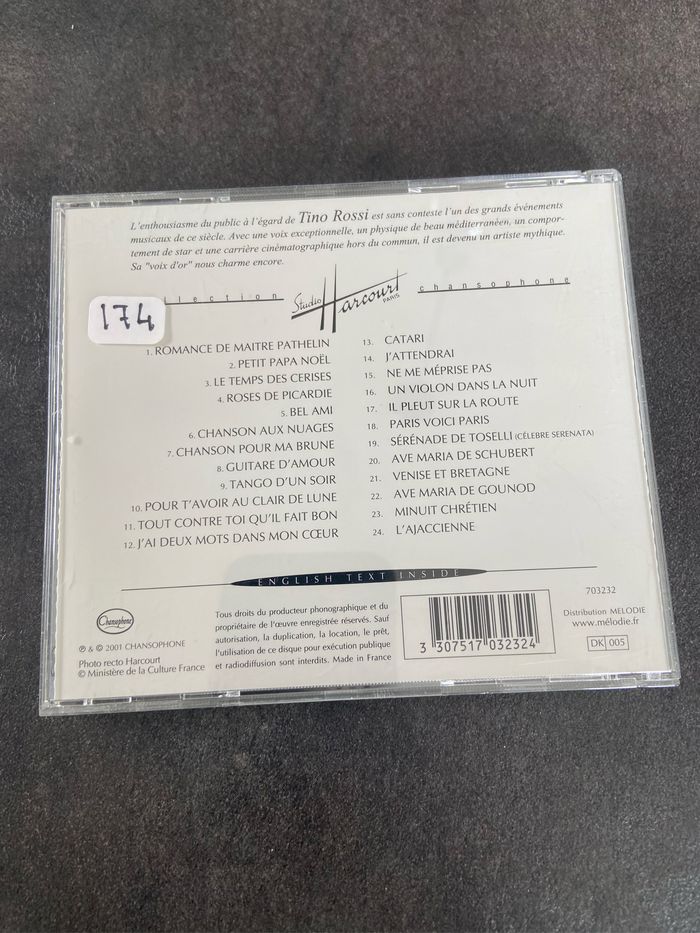 L'enthousiasme du public à l'égard de Tino Rossi est sans conteste l'un des grands événements
musicaux de ce siècle. Avec une voix exceptionnelle, un physique de beau méditerranéen, un compor-
tement de star et une carrière cinématographique hors du commun, il est devenu un artiste mythique.
Sa "voix d'or" nous charme encore.
llection
Studio Harcourt PARIS
chansophone
174
1. ROMANCE DE MAITRE PATHELIN
2. PETIT PAPA NOËL
3. LE TEMPS DES CERISES
4. ROSES DE PICARDIE
5. BEL AMI
6. CHANSON AUX NUAGES
7. CHANSON POUR MA BRUNE
8. GUITARE D'AMOUR
9. TANGO D'UN SOIR
10. POUR T'AVOIR AU CLAIR DE LUNE
11. TOUT CONTRE TOI QU'IL FAIT BON
12. J'AI DEUX MOTS DANS MON CŒUR
13. CATARI
14. J'ATTENDRAI
15. NE ME MÉPRISE PAS
16. UN VIOLON DANS LA NUIT
17. IL PLEUT SUR LA ROUTE
18. PARIS VOICI PARIS
19. SÉRÉNADE DE TOSELLI (CÉLEBRE SERENATA)
20. AVE MARIA DE SCHUBERT
21. VENISE ET BRETAGNE
22. AVE MARIA DE GOUNOD
23. MINUIT CHRÉTIEN
24. L'AJACCIENNE
ENGLISH TEXT INSIDE
Chansophone
℗ & © 2001 CHANSOPHONE
Photo recto Harcourt
© Ministère de la Culture France
Tous droits du producteur phonographique et du
propriétaire de l'œuvre enregistrée réservés. Sauf
autorisation, la duplication, la location, le prêt,
l'utilisation de ce disque pour exécution publique
et radiodiffusion sont interdits. Made in France
3 307517 032324
703232
Distribution MELODIE
www.mélodie.fr
DK 005